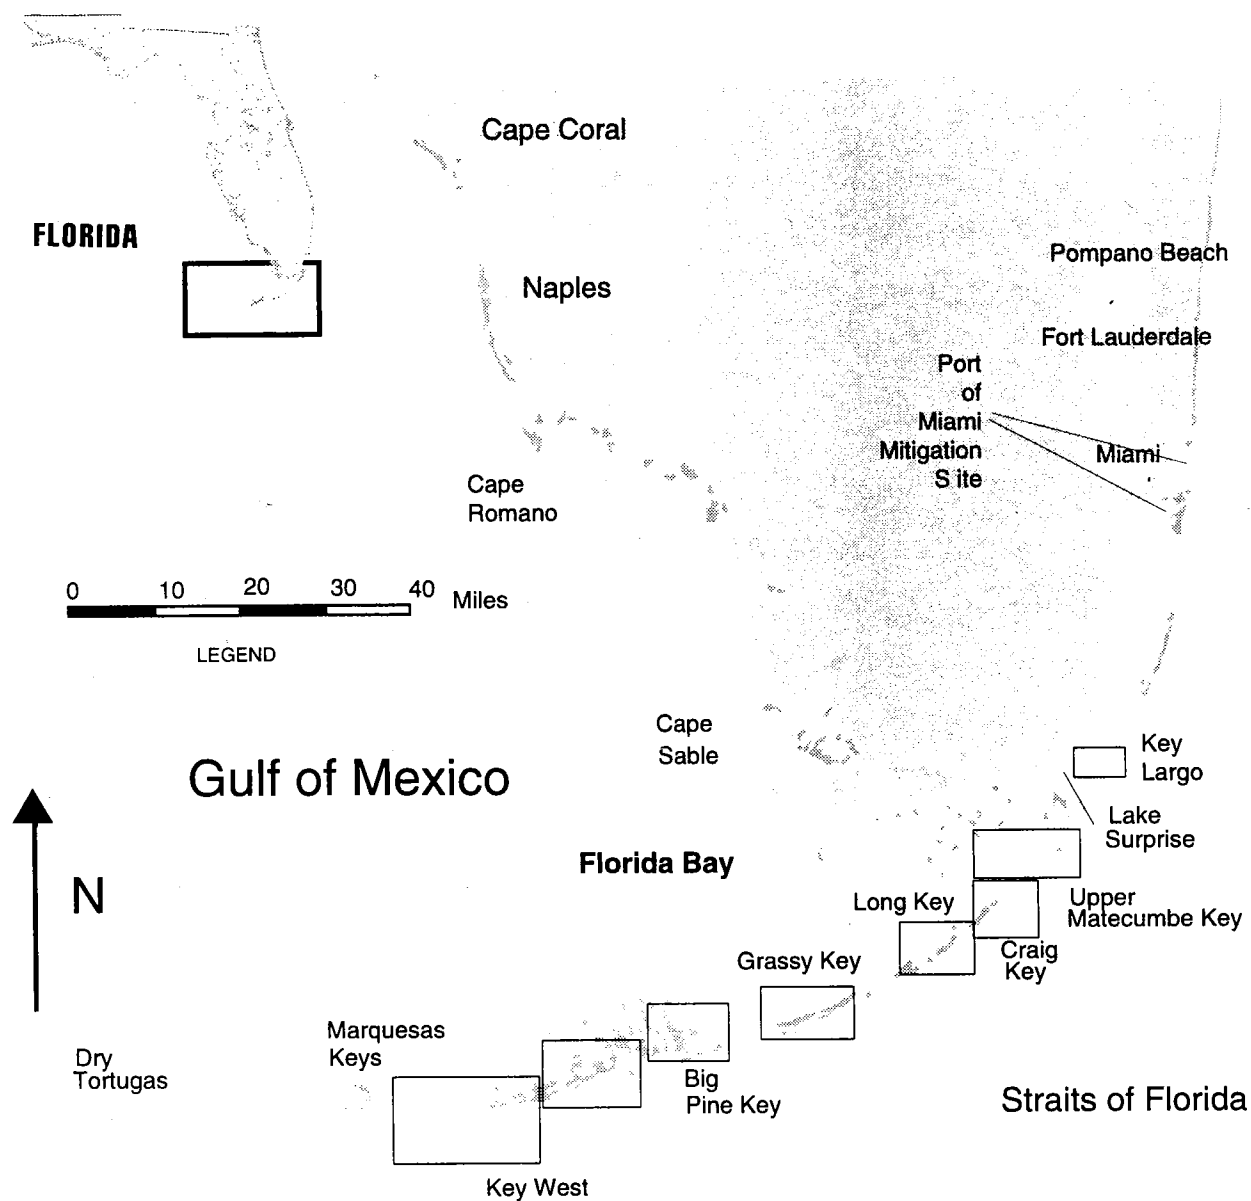 Cape Coral
FLORIDA
Pompano Beach
Naples
Fort Lauderdale
Port
of
Miami
Mitigation
S ite
Miami
Cape
Romano
0 10 20 30 40 Miles
LEGEND
Cape
Sable
Key
Largo
Gulf of Mexico
Lake
Surprise
Florida Bay
N
Long Key
Upper
Matecumbe Key
Craig
Key
Grassy Key
Marquesas
Keys
Dry
Tortugas
Big
Pine Key
Straits of Florida
Key West